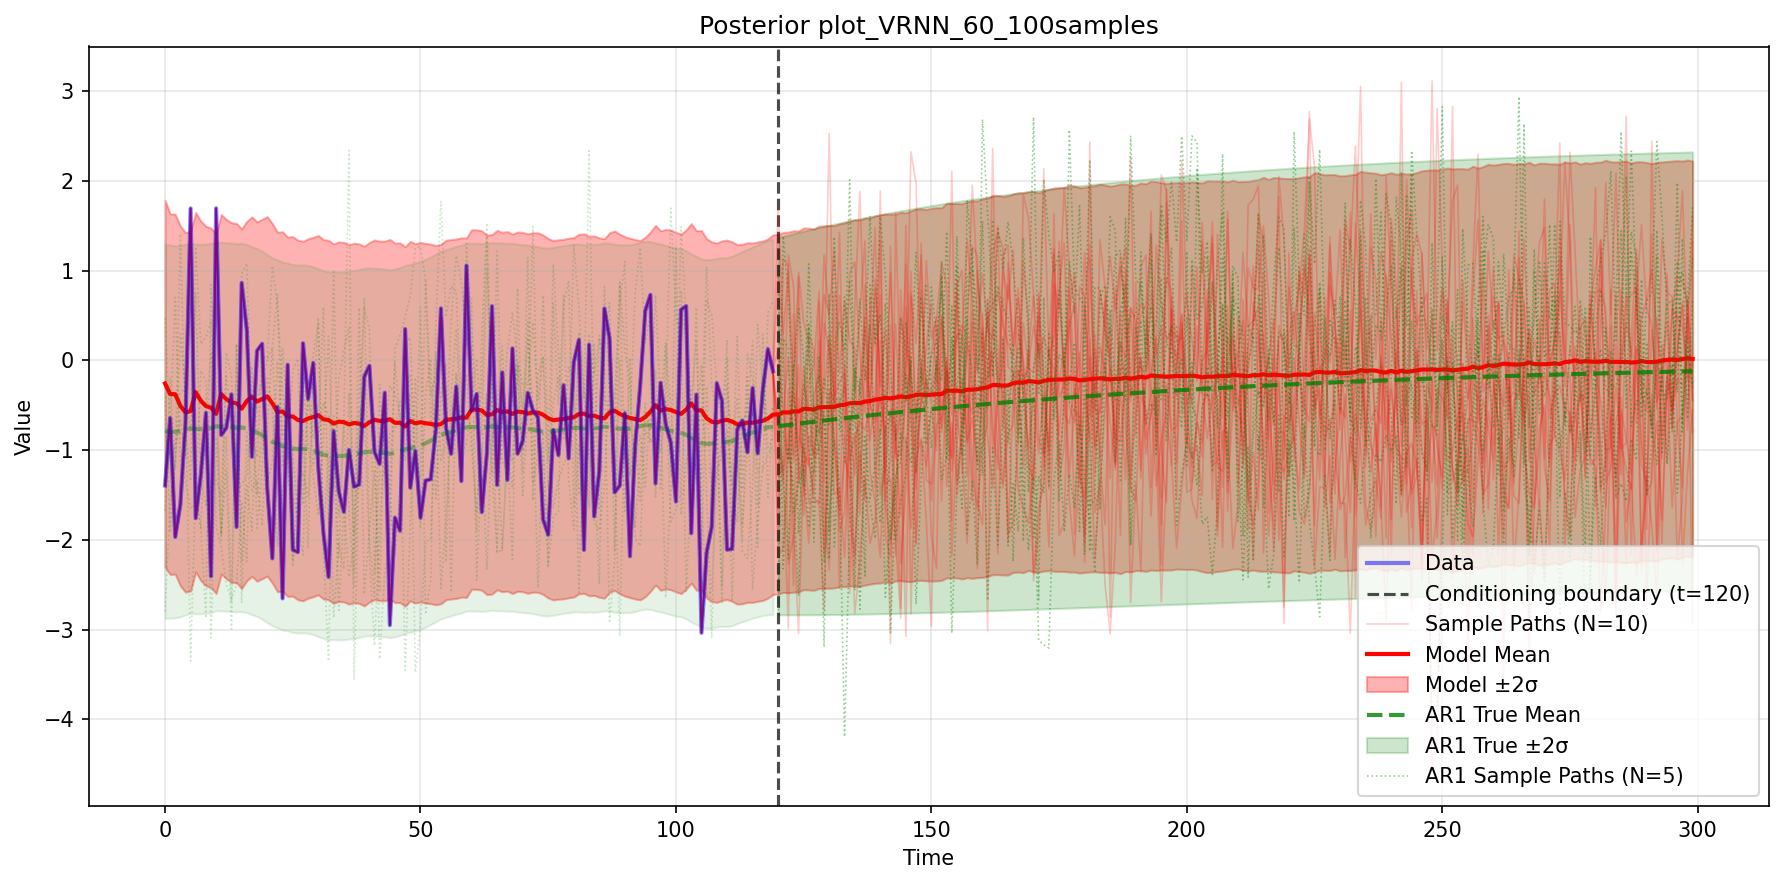 Posterior plot_VRNN_60_100samples
Value
3
2
1
0
−1
−2
−3
−4
0 50 100 150 200 250 300
Time
Data
Conditioning boundary (t=120)
Sample Paths (N=10)
Model Mean
Model ±2σ
AR1 True Mean
AR1 True ±2σ
AR1 Sample Paths (N=5)